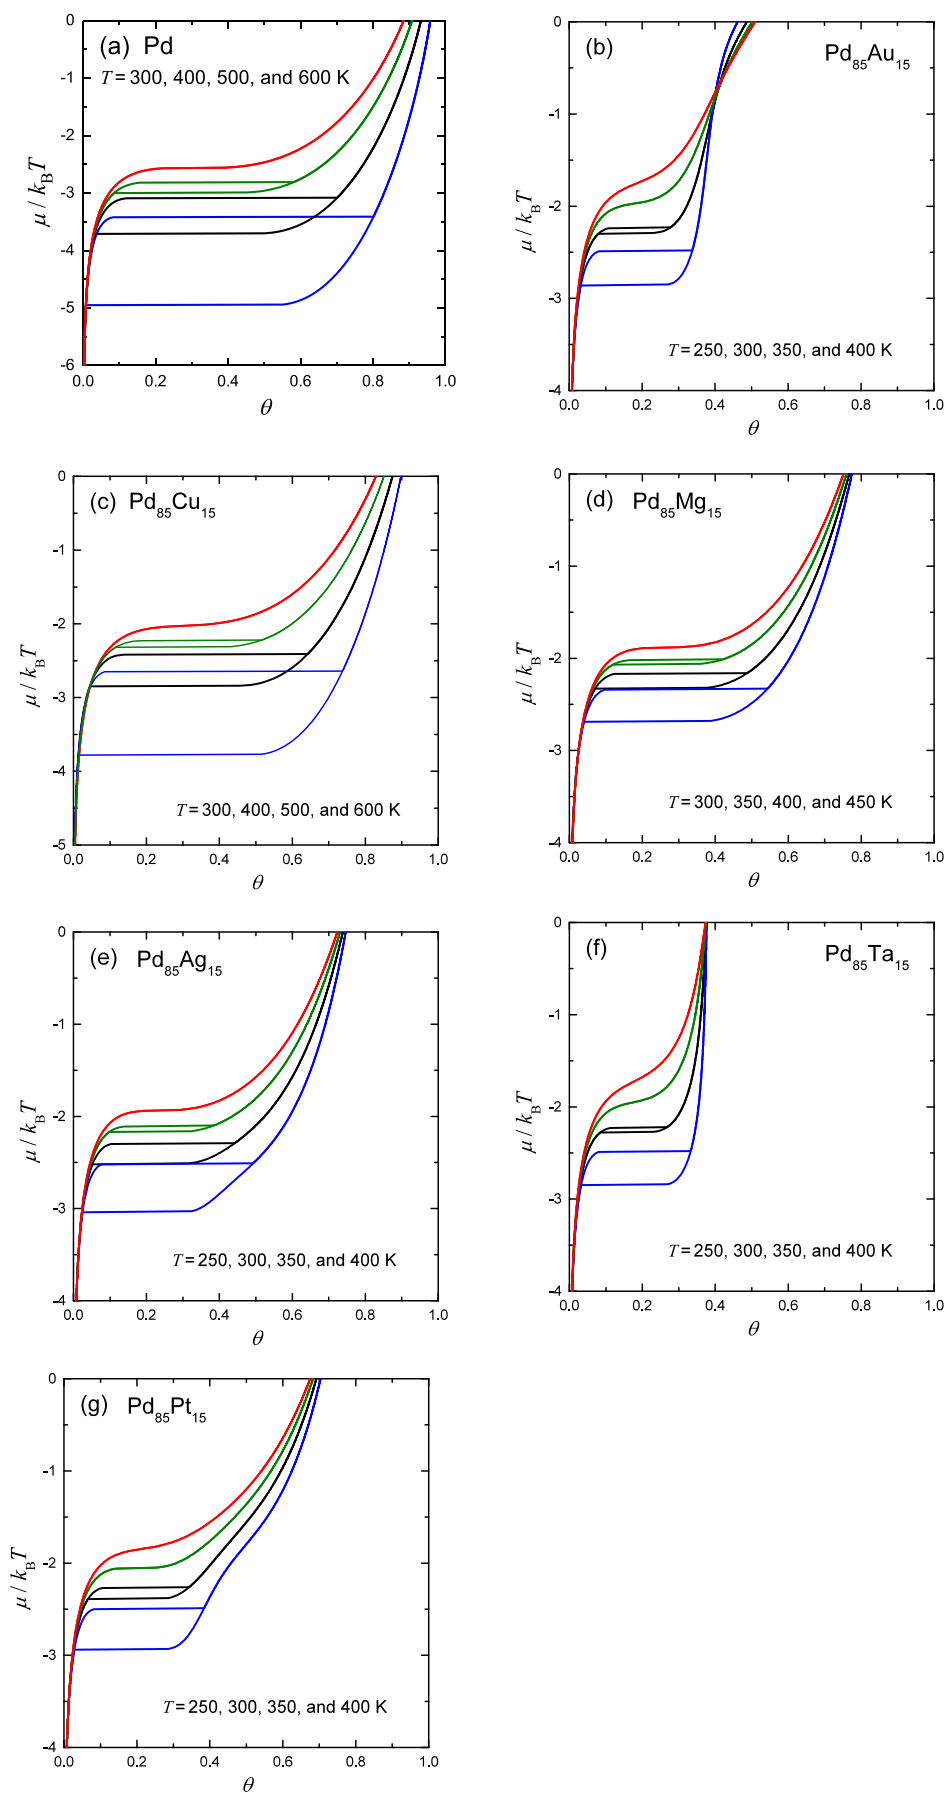 (a) Pd
T = 300, 400, 500, and 600 K
0
-1
-2
-3
-4
-5
-6
μ / k_B T
0.0 0.2 0.4 0.6 0.8 1.0
θ
(b) Pd₈₅Au₁₅
T = 250, 300, 350, and 400 K
0
-1
-2
-3
-4
μ / k_B T
0.0 0.2 0.4 0.6 0.8 1.0
θ
(c) Pd₈₅Cu₁₅
T = 300, 400, 500, and 600 K
0
-1
-2
-3
-4
-5
μ / k_B T
0.0 0.2 0.4 0.6 0.8 1.0
θ
(d) Pd₈₅Mg₁₅
T = 300, 350, 400, and 450 K
0
-1
-2
-3
-4
μ / k_B T
0.0 0.2 0.4 0.6 0.8 1.0
θ
(e) Pd₈₅Ag₁₅
T = 250, 300, 350, and 400 K
0
-1
-2
-3
-4
μ / k_B T
0.0 0.2 0.4 0.6 0.8 1.0
θ
(f) Pd₈₅Ta₁₅
T = 250, 300, 350, and 400 K
0
-1
-2
-3
-4
μ / k_B T
0.0 0.2 0.4 0.6 0.8 1.0
θ
(g) Pd₈₅Pt₁₅
T = 250, 300, 350, and 400 K
0
-1
-2
-3
-4
μ / k_B T
0.0 0.2 0.4 0.6 0.8 1.0
θ